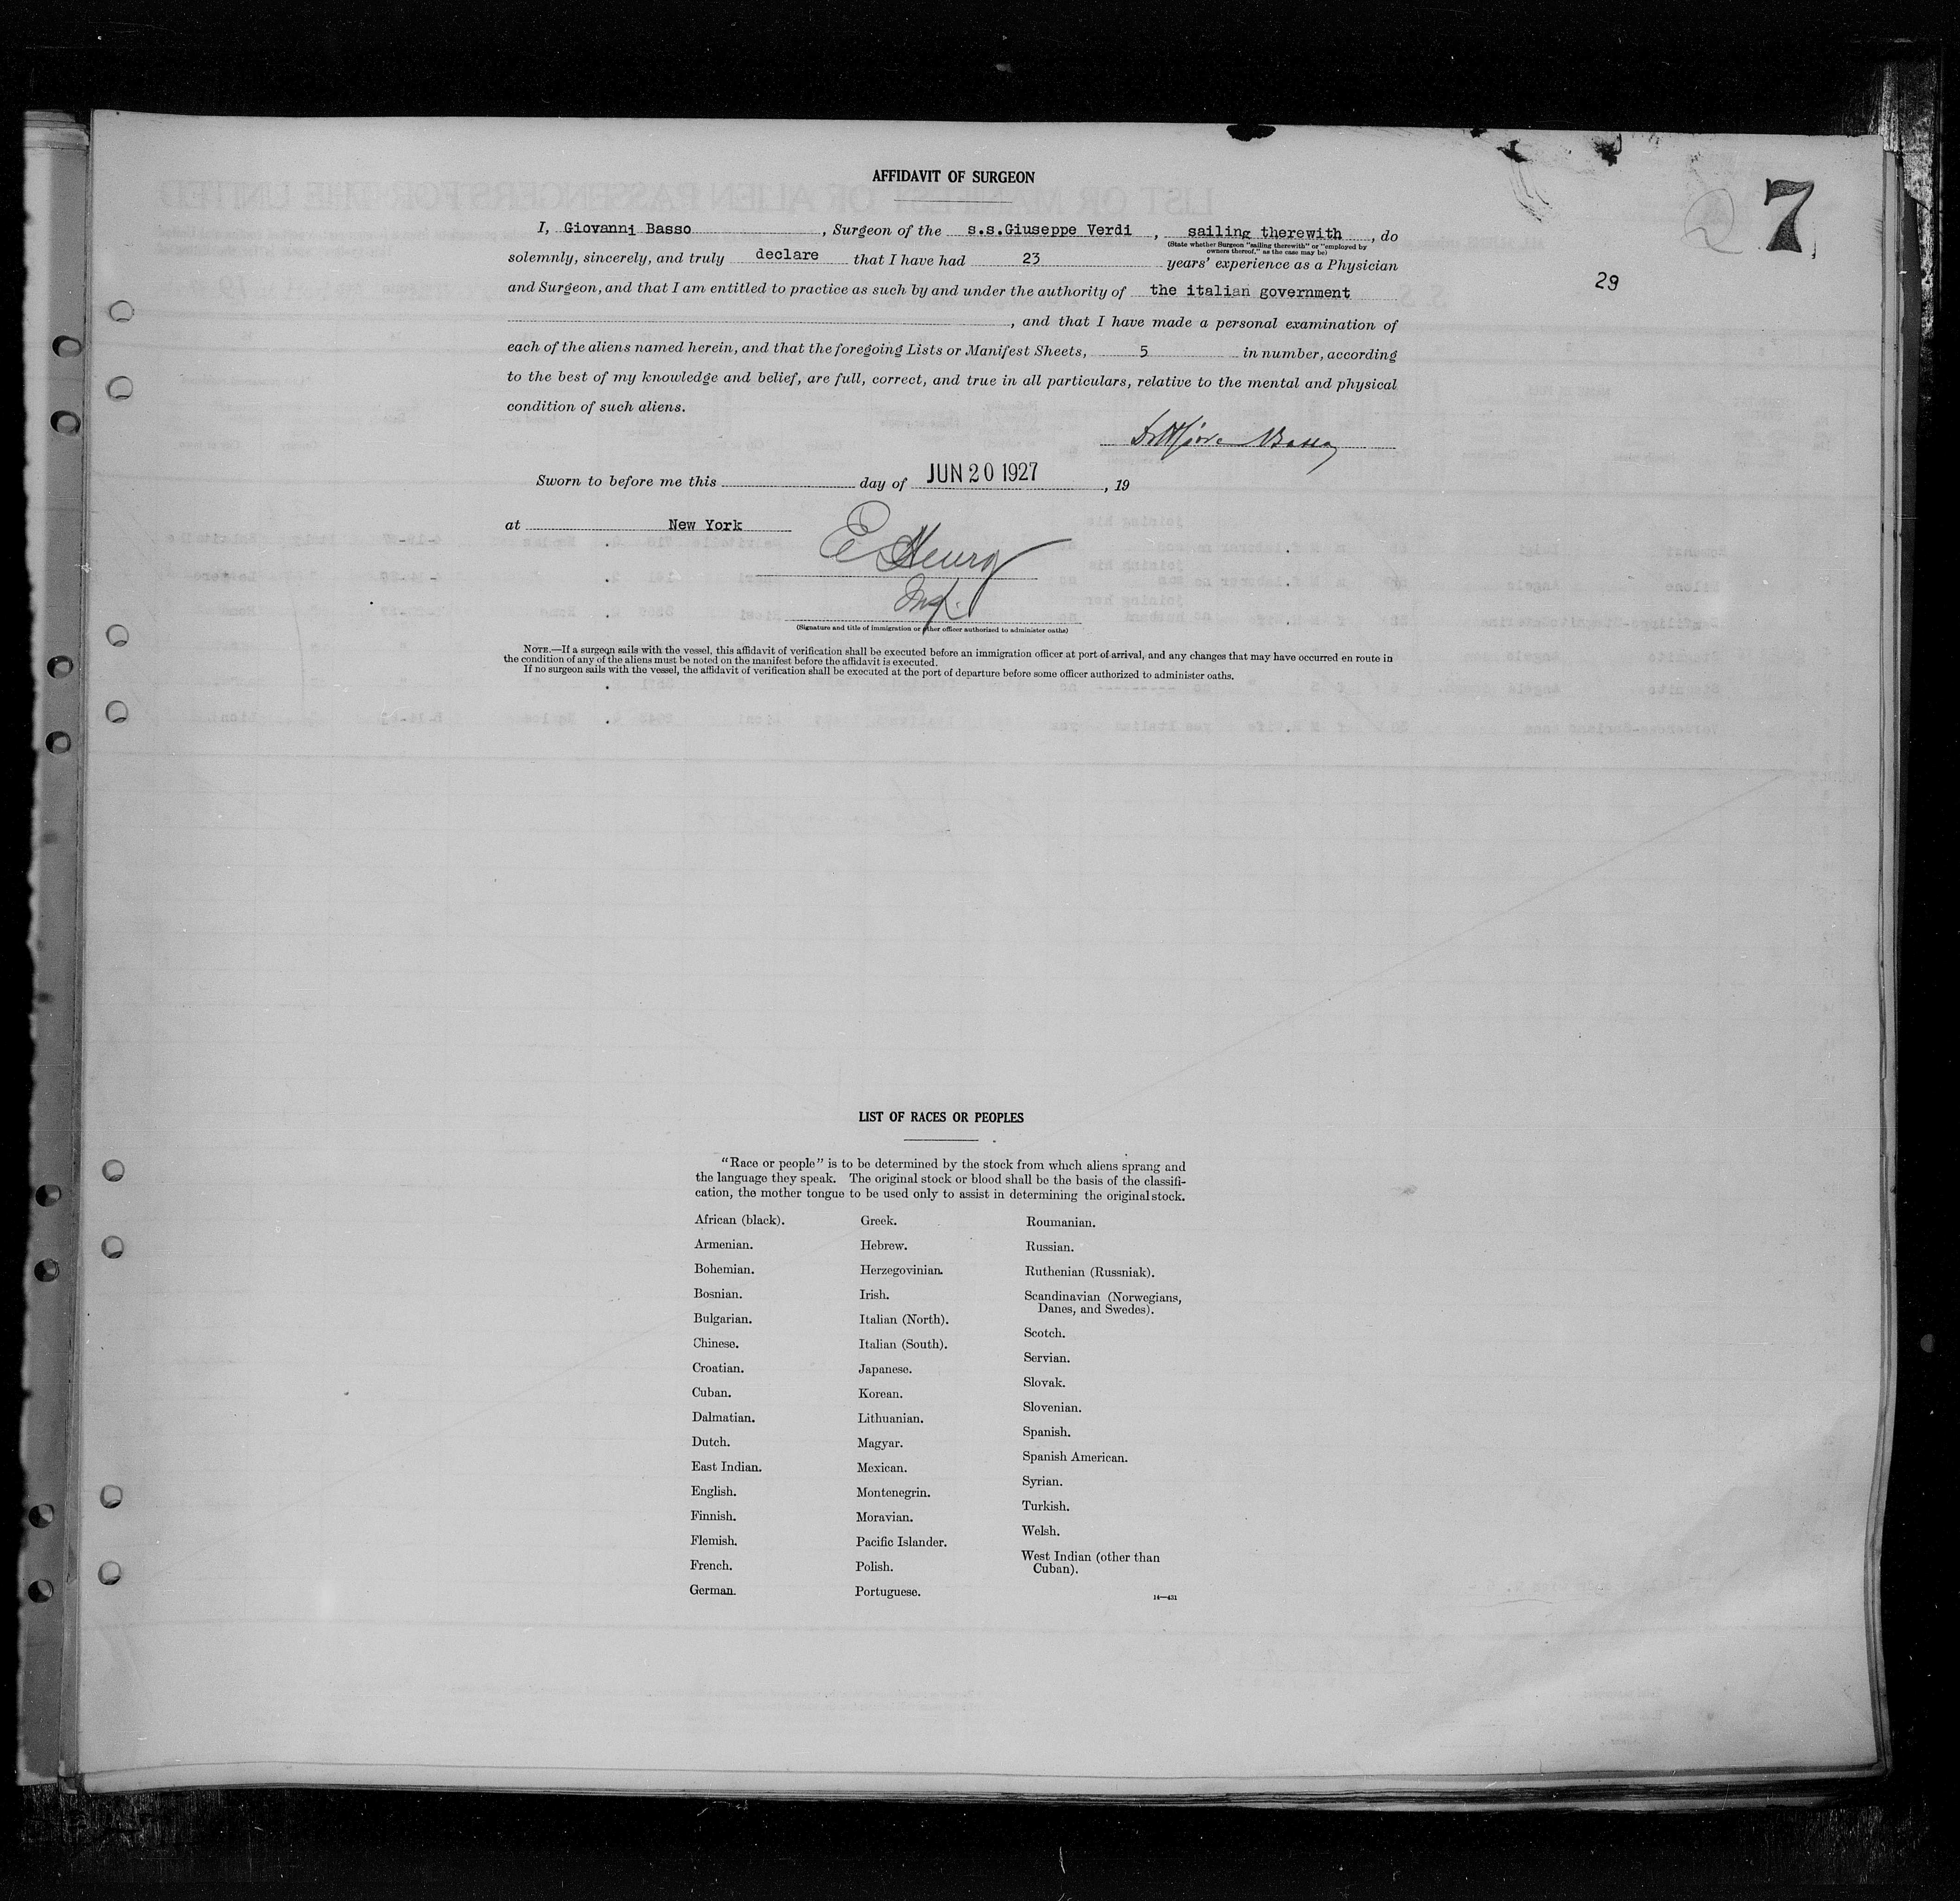 7
29
AFFIDAVIT OF SURGEON
I, Giovanni Basso, Surgeon of the s.s.Giuseppe Verdi, sailing therewith, do
(State whether Surgeon "sailing therewith" or "employed by
owners thereof," as the case may be)
solemnly, sincerely, and truly declare that I have had 23 years' experience as a Physician
and Surgeon, and that I am entitled to practice as such by and under the authority of the italian government
, and that I have made a personal examination of
each of the aliens named herein, and that the foregoing Lists or Manifest Sheets, 5 in number, according
to the best of my knowledge and belief, are full, correct, and true in all particulars, relative to the mental and physical
condition of such aliens.
Basso
Sworn to before me this day of JUN 20 1927, 19
at New York
E Henry
Insp.
(Signature and title of immigration or other officer authorized to administer oaths)
NOTE.—If a surgeon sails with the vessel, this affidavit of verification shall be executed before an immigration officer at port of arrival, and any changes that may have occurred en route in
the condition of any of the aliens must be noted on the manifest before the affidavit is executed.
If no surgeon sails with the vessel, the affidavit of verification shall be executed at the port of departure before some officer authorized to administer oaths.
LIST OF RACES OR PEOPLES
"Race or people" is to be determined by the stock from which aliens sprang and
the language they speak. The original stock or blood shall be the basis of the classifi-
cation, the mother tongue to be used only to assist in determining the original stock.
African (black).
Armenian.
Bohemian.
Bosnian.
Bulgarian.
Chinese.
Croatian.
Cuban.
Dalmatian.
Dutch.
East Indian.
English.
Finnish.
Flemish.
French.
German.
Greek.
Hebrew.
Herzegovinian.
Irish.
Italian (North).
Italian (South).
Japanese.
Korean.
Lithuanian.
Magyar.
Mexican.
Montenegrin.
Moravian.
Pacific Islander.
Polish.
Portuguese.
Roumanian.
Russian.
Ruthenian (Russniak).
Scandinavian (Norwegians,
Danes, and Swedes).
Scotch.
Servian.
Slovak.
Slovenian.
Spanish.
Spanish American.
Syrian.
Turkish.
Welsh.
West Indian (other than
Cuban).
14—431